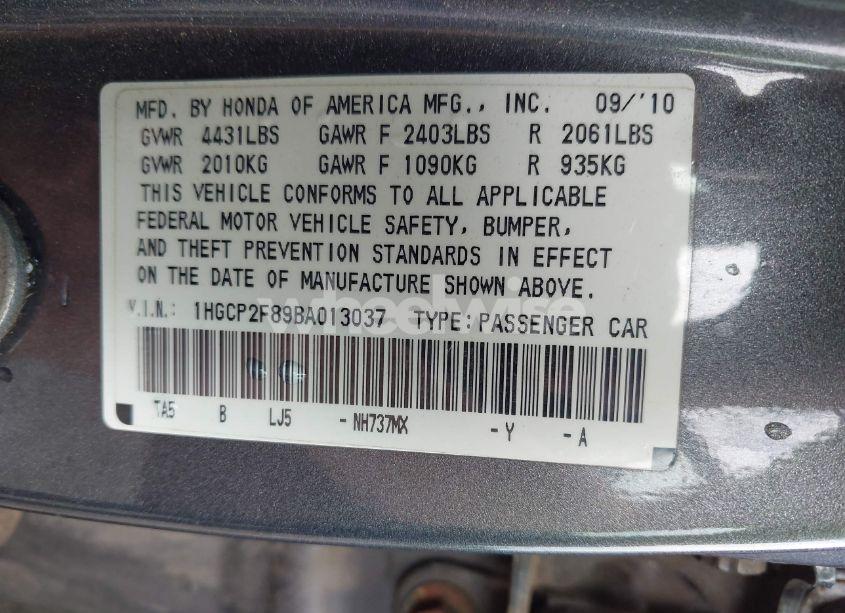 MFD. BY HONDA OF AMERICA MFG., INC. 09/'10
GVWR 4431LBS GAWR F 2403LBS R 2061LBS
GVWR 2010KG GAWR F 1090KG R 935KG
THIS VEHICLE CONFORMS TO ALL APPLICABLE
FEDERAL MOTOR VEHICLE SAFETY, BUMPER,
AND THEFT PREVENTION STANDARDS IN EFFECT
ON THE DATE OF MANUFACTURE SHOWN ABOVE.
V.I.N.: 1HGCP2F89BA013037 TYPE: PASSENGER CAR
wheelwise
TA5 B LJ5 - NH737MX - Y - A